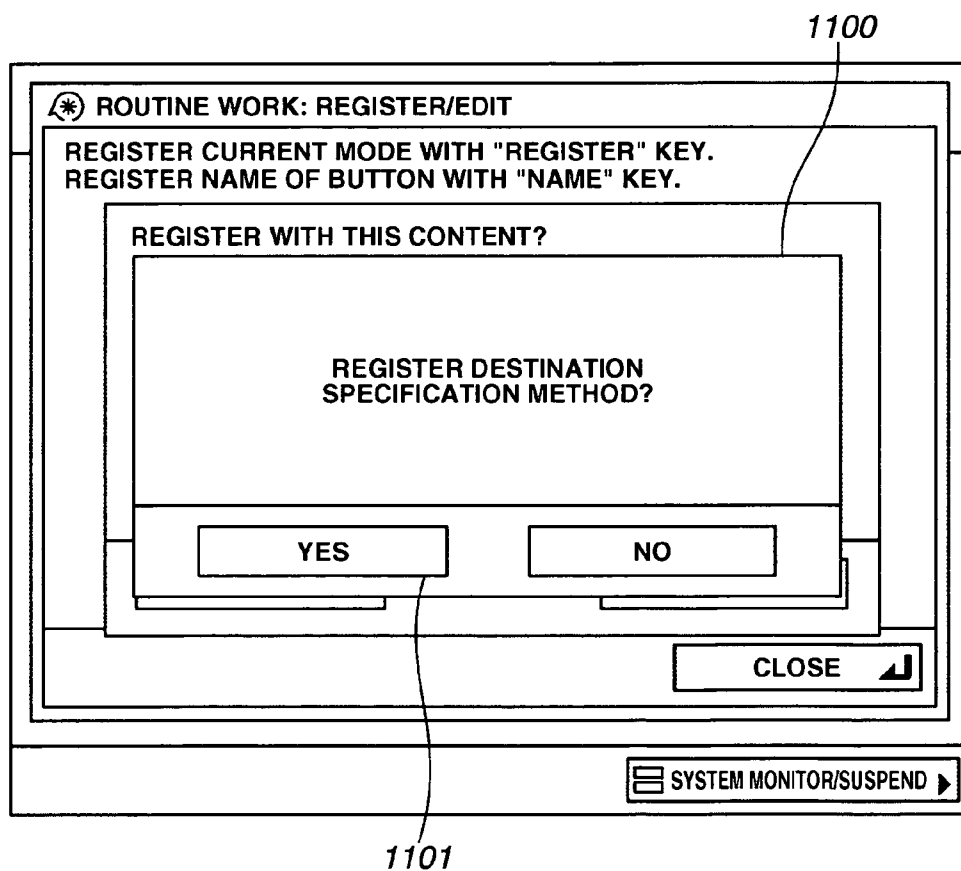 1100
ROUTINE WORK: REGISTER/EDIT
REGISTER CURRENT MODE WITH "REGISTER" KEY.
REGISTER NAME OF BUTTON WITH "NAME" KEY.
REGISTER WITH THIS CONTENT?
REGISTER DESTINATION
SPECIFICATION METHOD?
YES
NO
CLOSE
SYSTEM MONITOR/SUSPEND
1101